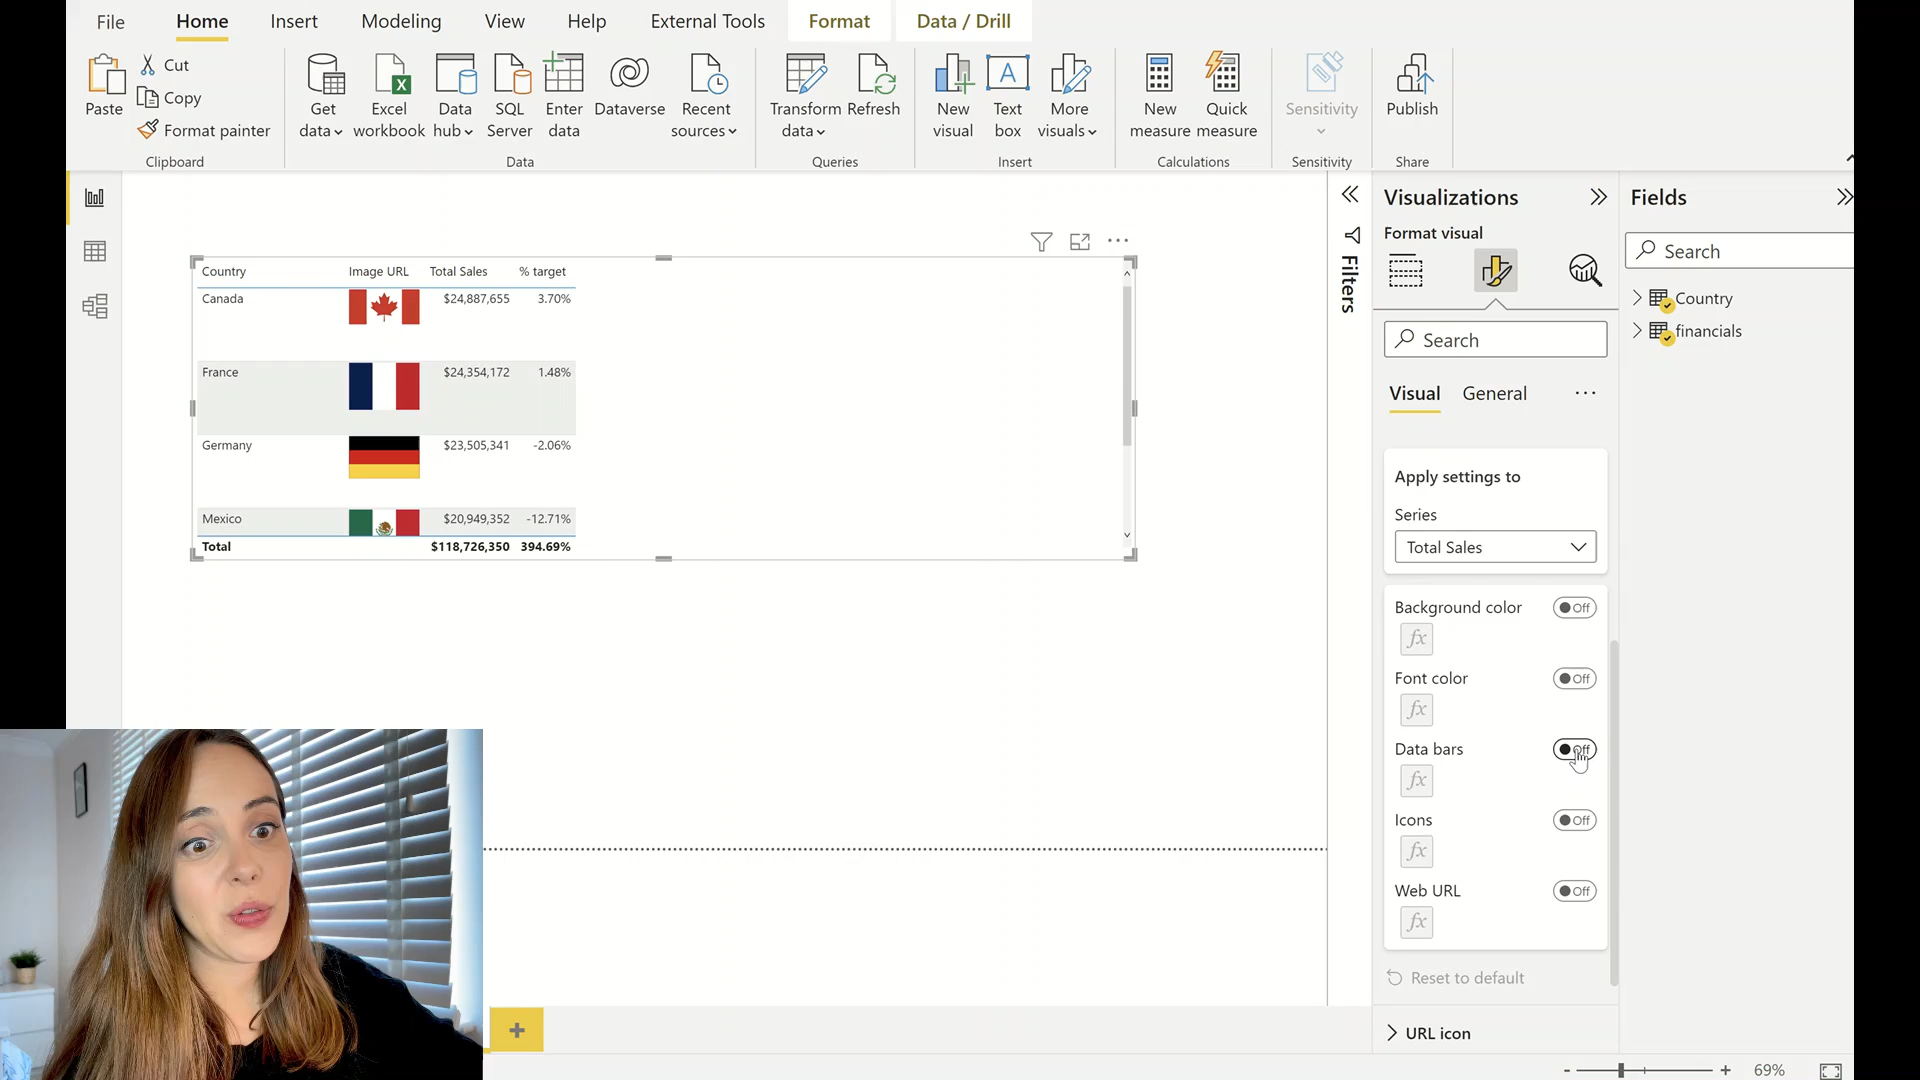 File Home Insert Modeling View Help External Tools Format Data / Drill
Paste
Cut
Copy
Format painter
Clipboard
Get data
Excel workbook
Data hub
SQL Server
Enter data
Dataverse
Recent sources
Data
Transform data
Refresh
Queries
New visual
Text box
More visuals
Insert
New measure
Quick measure
Calculations
Sensitivity
Sensitivity
Publish
Share
Country Image URL Total Sales % target
Canada $24,887,655 3.70%
France $24,354,172 1.48%
Germany $23,505,341 -2.06%
Mexico $20,949,352 -12.71%
Total $118,726,350 394.69%
Filters
Visualizations
Format visual
Search
Visual General
Apply settings to
Series
Total Sales
Background color Off
fx
Font color Off
fx
Data bars Off
fx
Icons Off
fx
Web URL Off
fx
Reset to default
URL icon
Fields
Search
Country
financials
- + 69%